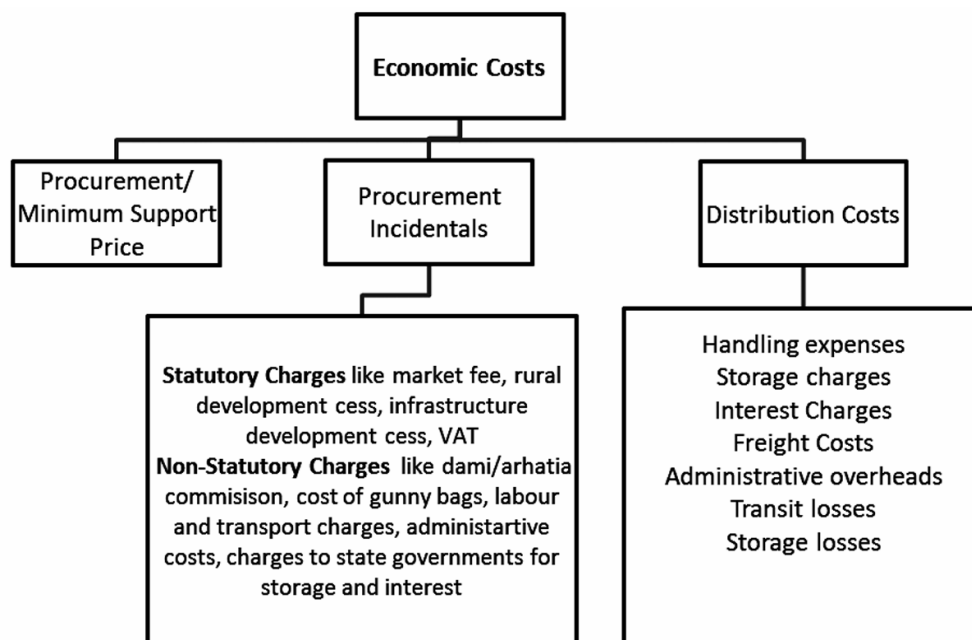 Economic Costs
Procurement/
Minimum Support
Price
Procurement
Incidentals
Distribution Costs
Statutory Charges like market fee, rural
development cess, infrastructure
development cess, VAT
Non-Statutory Charges like dami/arhatia
commisison, cost of gunny bags, labour
and transport charges, administartive
costs, charges to state governments for
storage and interest
Handling expenses
Storage charges
Interest Charges
Freight Costs
Administrative overheads
Transit losses
Storage losses